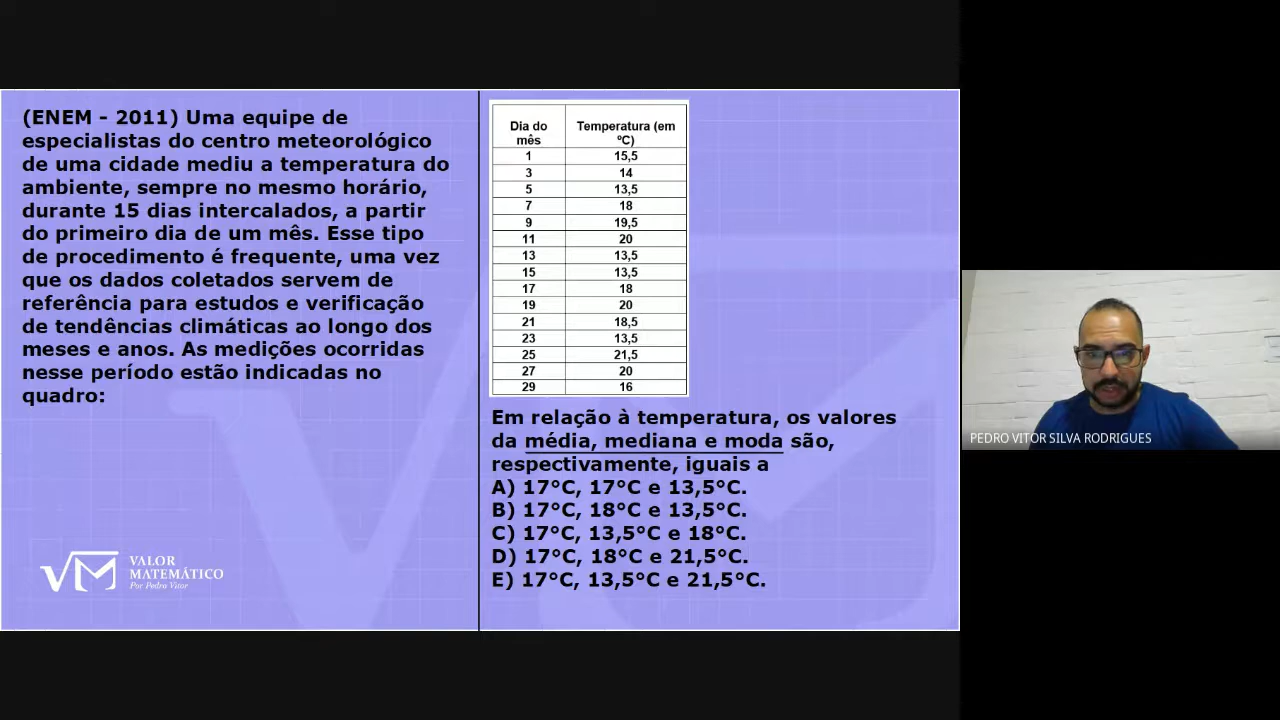 (ENEM - 2011) Uma equipe de
especialistas do centro meteorológico
de uma cidade mediu a temperatura do
ambiente, sempre no mesmo horário,
durante 15 dias intercalados, a partir
do primeiro dia de um mês. Esse tipo
de procedimento é frequente, uma vez
que os dados coletados servem de
referência para estudos e verificação
de tendências climáticas ao longo dos
meses e anos. As medições ocorridas
nesse período estão indicadas no
quadro:
VM VALOR
MATEMÁTICO
Por Pedro Vitor
Dia do mês Temperatura (em ºC)
1 15,5
3 14
5 13,5
7 18
9 19,5
11 20
13 13,5
15 13,5
17 18
19 20
21 18,5
23 13,5
25 21,5
27 20
29 16
Em relação à temperatura, os valores
da média, mediana e moda são,
respectivamente, iguais a
A) 17°C, 17°C e 13,5°C.
B) 17°C, 18°C e 13,5°C.
C) 17°C, 13,5°C e 18°C.
D) 17°C, 18°C e 21,5°C.
E) 17°C, 13,5°C e 21,5°C.
PEDRO VITOR SILVA RODRIGUES